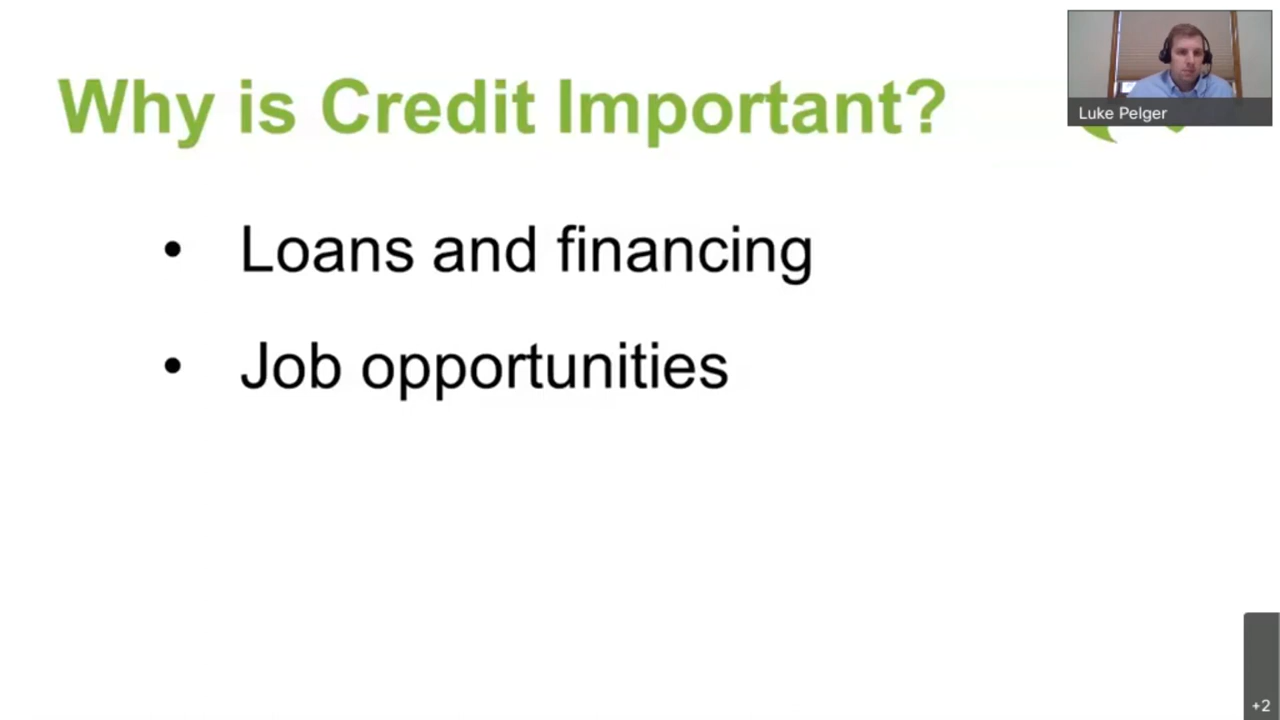 Why is Credit Important?
Luke Pelger
• Loans and financing
• Job opportunities
+2